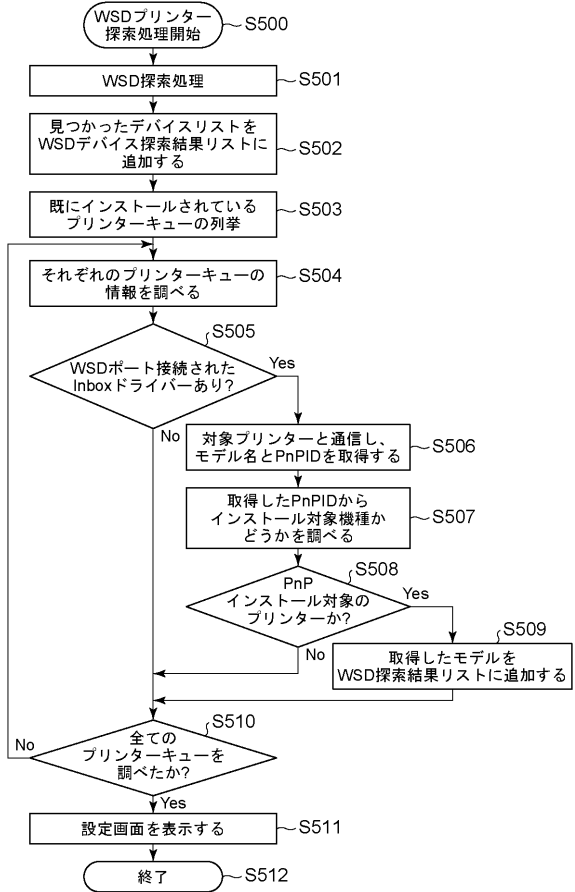 WSDプリンター
探索処理開始
S500
WSD探索処理
S501
見つかったデバイスリストを
WSDデバイス探索結果リストに
追加する
S502
既にインストールされている
プリンターキューの列挙
S503
それぞれのプリンターキューの
情報を調べる
S504
S505
WSDポート接続された
Inboxドライバーあり?
Yes
No
対象プリンターと通信し、
モデル名とPnPIDを取得する
S506
取得したPnPIDから
インストール対象機種か
どうかを調べる
S507
S508
PnP
インストール対象の
プリンターか?
Yes
No
S509
取得したモデルを
WSD探索結果リストに追加する
S510
全ての
プリンターキューを
調べたか?
No
Yes
設定画面を表示する
S511
終了
S512